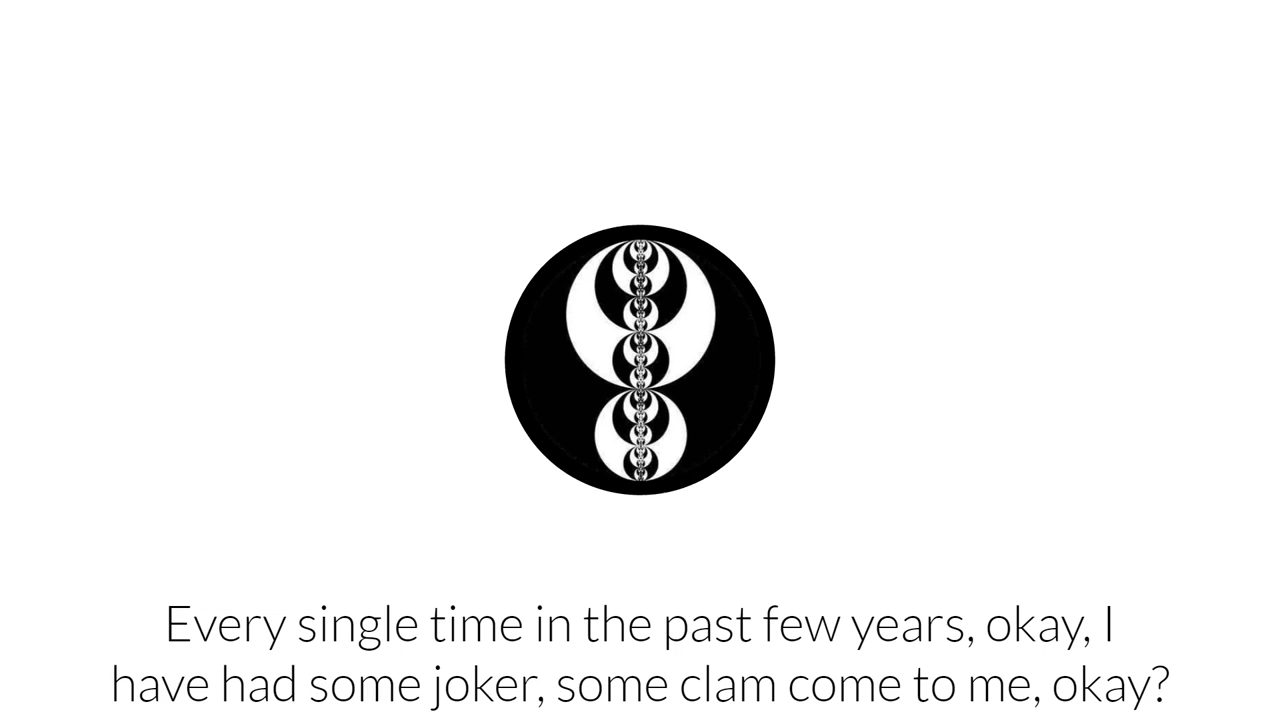 Every single time in the past few years, okay, I
have had some joker, some clam come to me, okay?